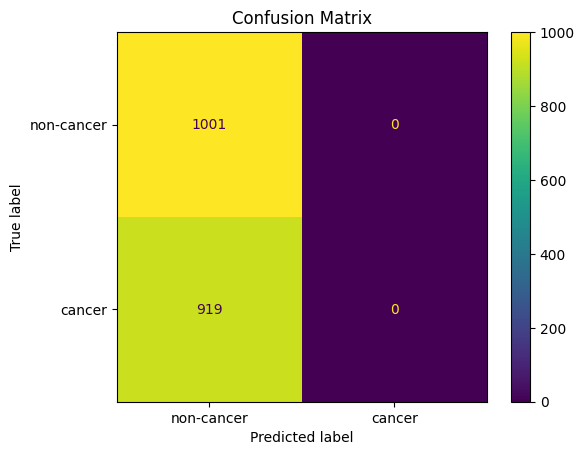 Confusion Matrix
True label
non-cancer
1001
0
cancer
919
0
non-cancer
cancer
Predicted label
1000
800
600
400
200
0